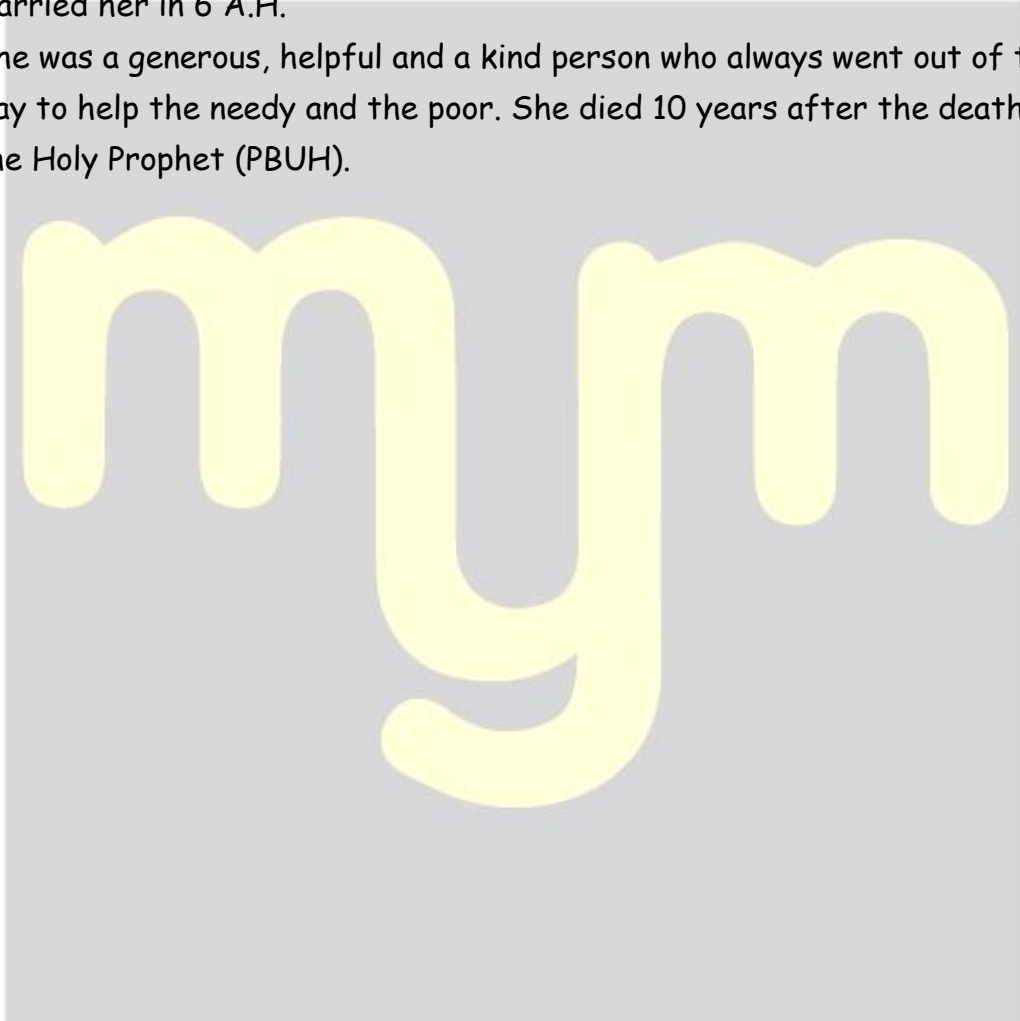 arried her in 6 A.H.
he was a generous, helpful and a kind person who always went out of t
ay to help the needy and the poor. She died 10 years after the death
he Holy Prophet (PBUH).
mym